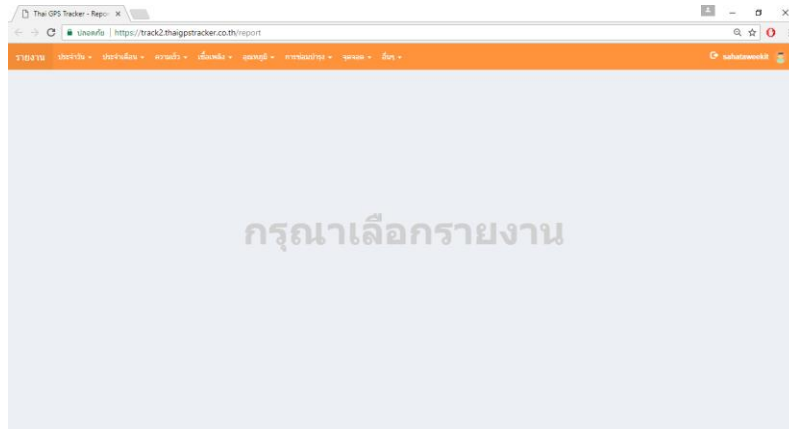 Thai GPS Tracker - Repor
ปลอดภัย | https://track2.thaigpstracker.co.th/report
รายงาน ประจำวัน ประจำเดือน ความเร็ว เชื้อเพลิง อุณหภูมิ การซ่อมบำรุง จุดจอด อื่นๆ sahataweekit
กรุณาเลือกรายงาน